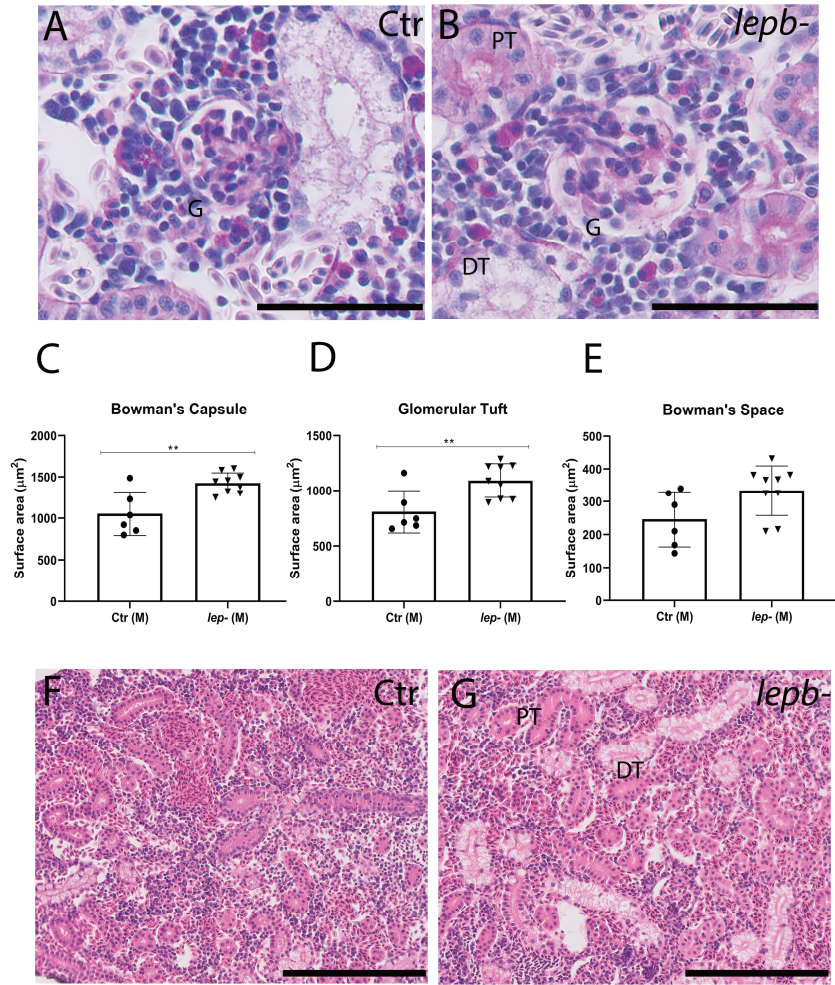 A
Ctr
B
lepb-
PT
G
G
DT
C
D
E
Bowman's Capsule
Glomerular Tuft
Bowman's Space
Surface area (μm²)
2000
1500
1000
500
0
**
Ctr (M)
lep- (M)
Surface area (μm²)
1500
1000
500
0
**
Ctr (M)
lep- (M)
Surface area (μm²)
500
400
300
200
100
0
Ctr (M)
lep- (M)
F
Ctr
G
lepb-
PT
DT